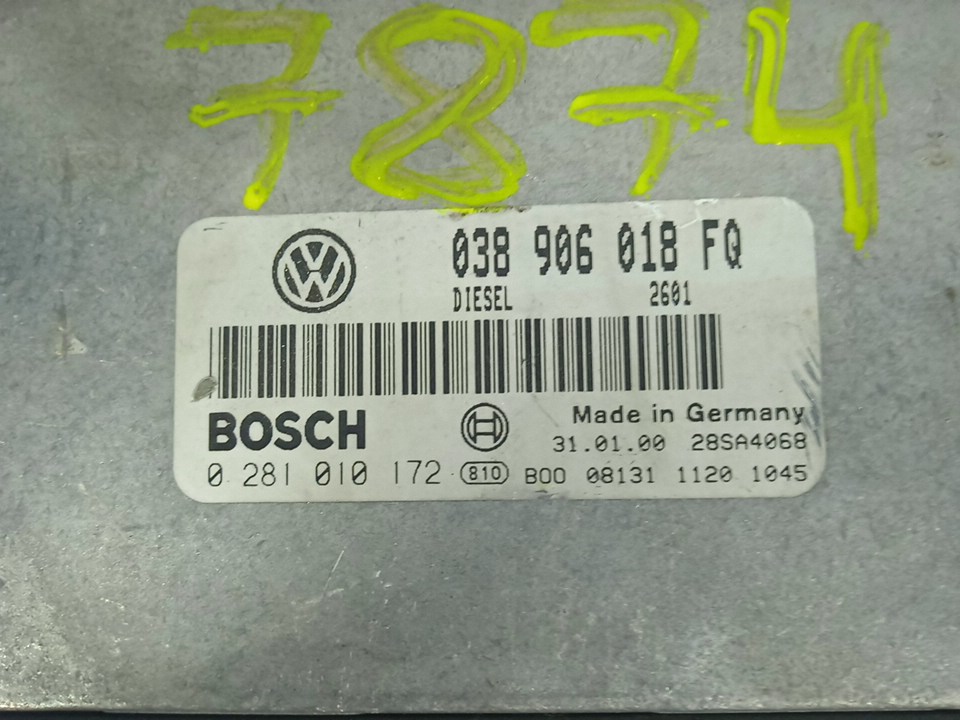 7874
VW
038 906 018 FQ
DIESEL 2601
BOSCH
Made in Germany
31.01.00 28SA4068
0 281 010 172 810 B00 08131 1120 1045